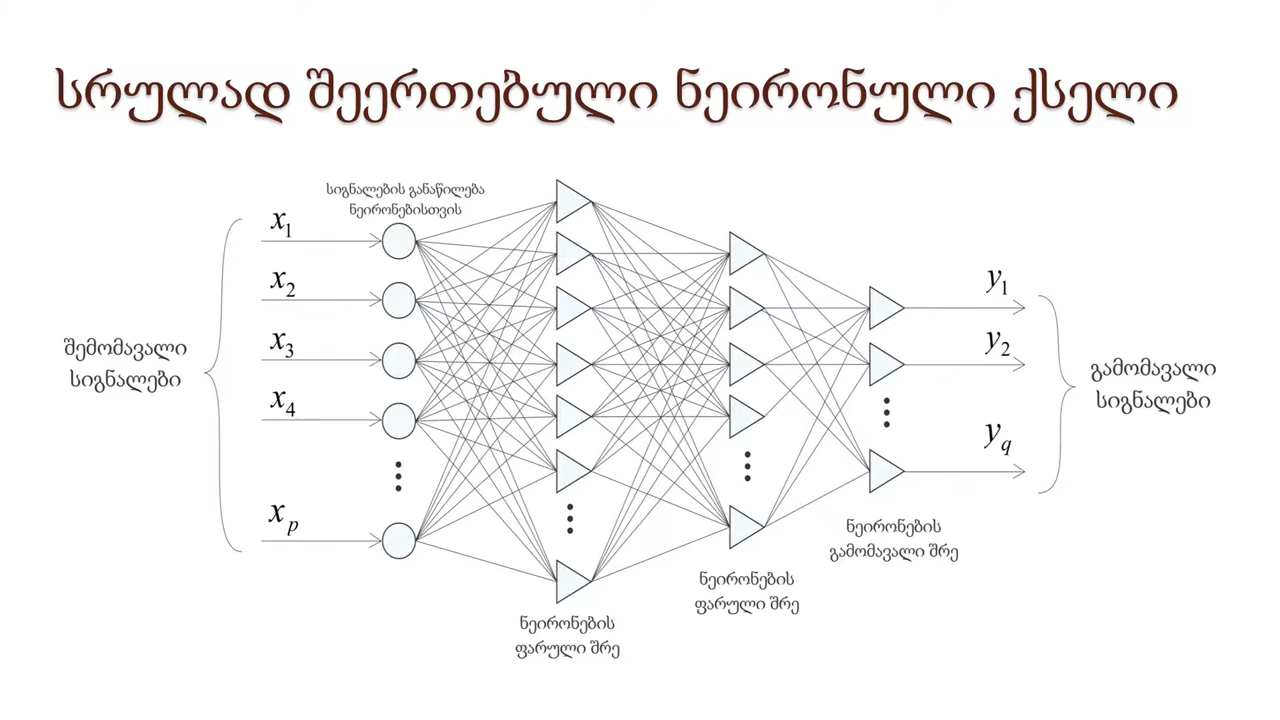 სრულად შეერთებული ნეირონული ქსელი
სიგნალების განაწილება
ნეირონებისთვის
x1
x2
x3
x4
xp
შემომავალი
სიგნალები
y1
y2
yq
გამომავალი
სიგნალები
ნეირონების
გამომავალი შრე
ნეირონების
ფარული შრე
ნეირონების
ფარული შრე